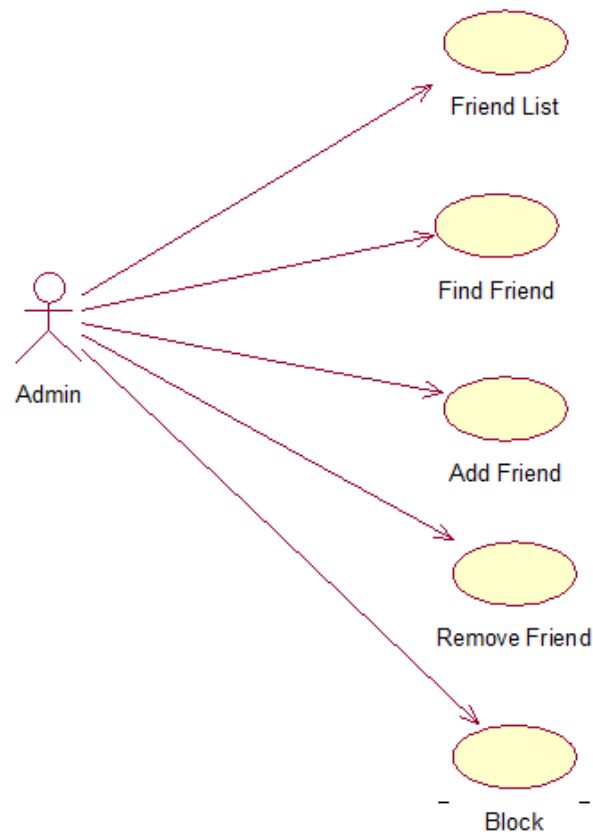 Friend List
Find Friend
Admin
Add Friend
Remove Friend
Block